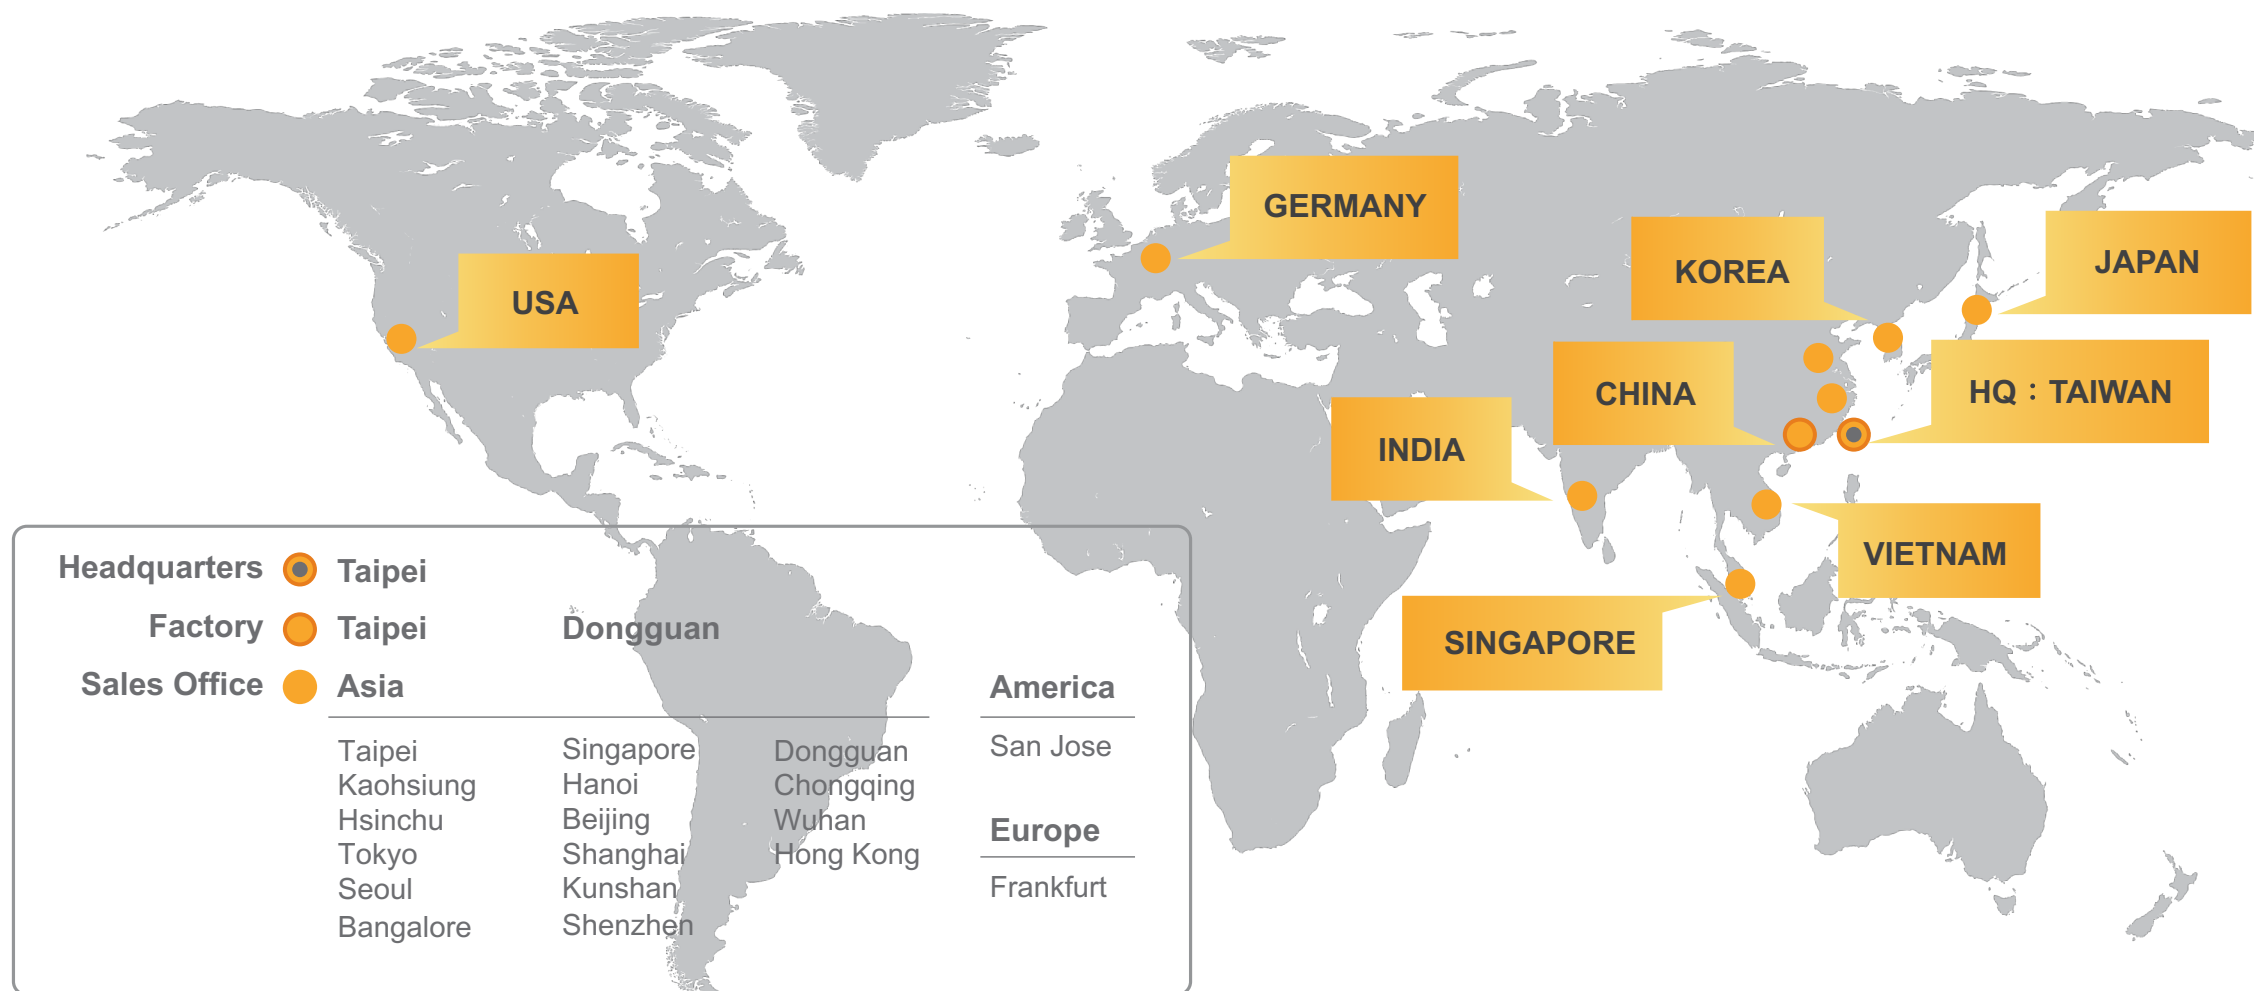 GERMANY
KOREA
JAPAN
USA
CHINA
HQ：TAIWAN
INDIA
VIETNAM
SINGAPORE
Headquarters Taipei
Factory Taipei Dongguan
Sales Office Asia
Taipei
Kaohsiung
Hsinchu
Tokyo
Seoul
Bangalore
Singapore
Hanoi
Beijing
Shanghai
Kunshan
Shenzhen
Dongguan
Chongqing
Wuhan
Hong Kong
America
San Jose
Europe
Frankfurt